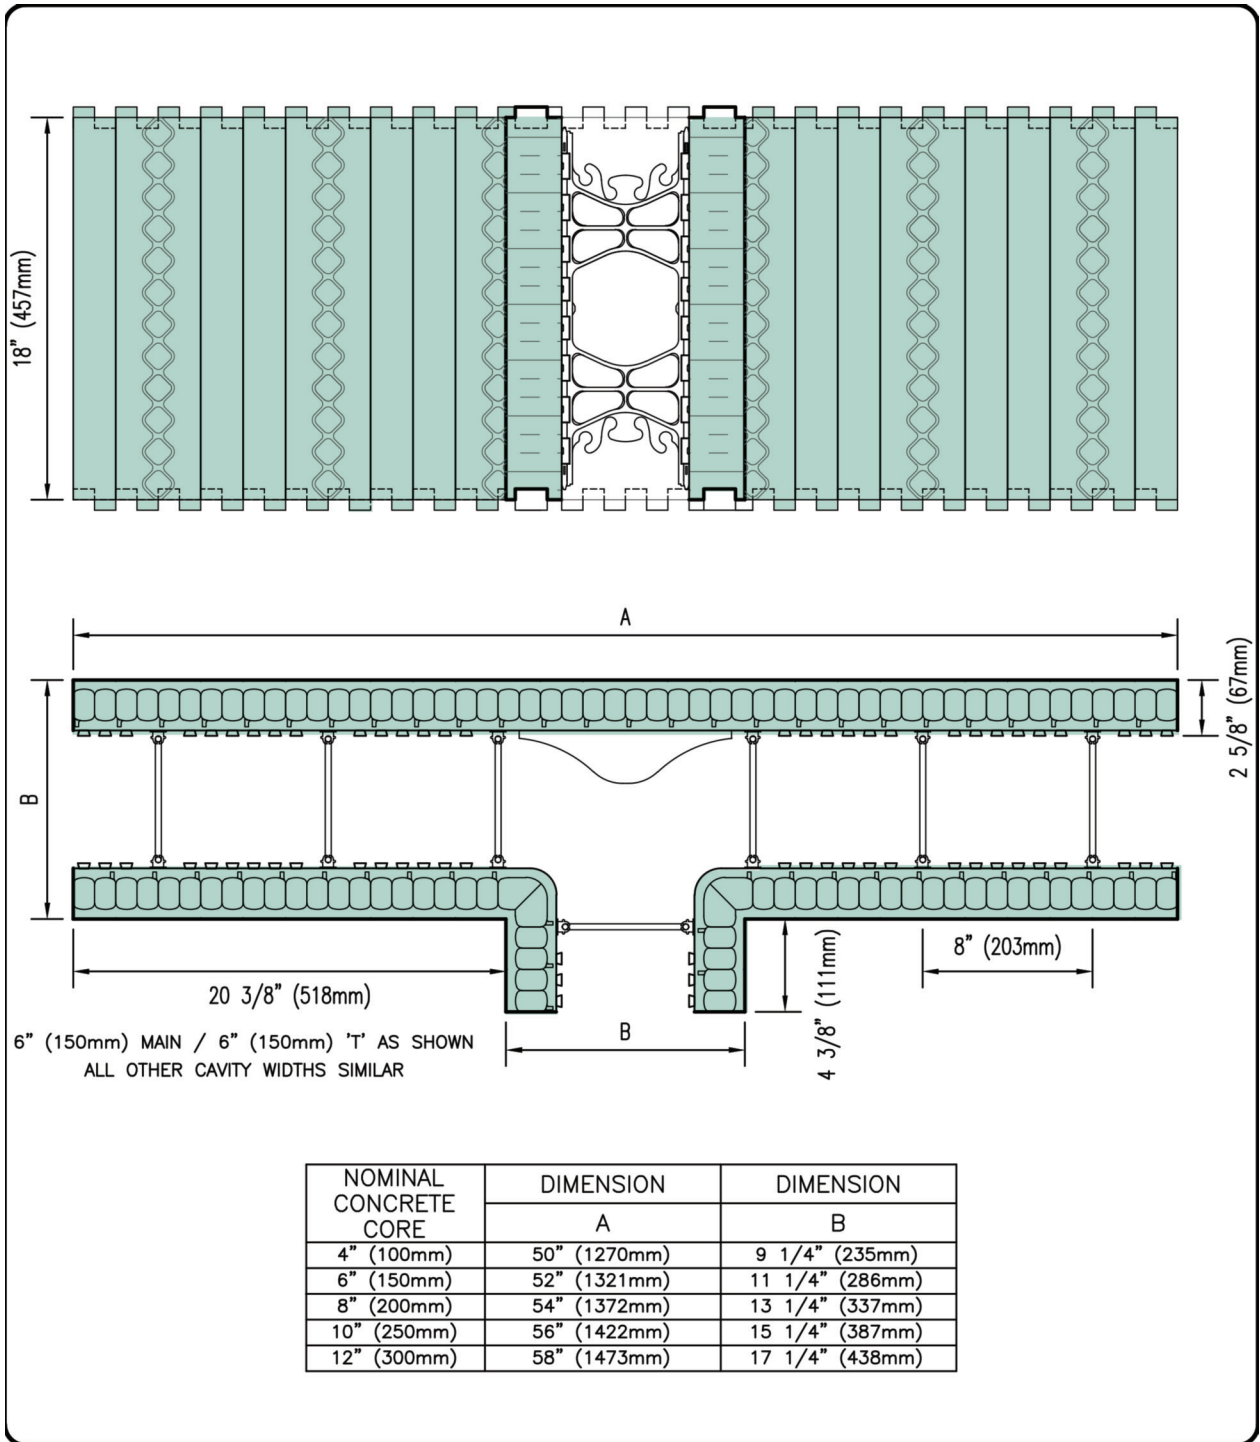 18” (457mm)
A
2 5/8” (67mm)
B
20 3/8” (518mm)
B
4 3/8” (111mm)
8” (203mm)
6” (150mm) MAIN / 6” (150mm) 'T' AS SHOWN
ALL OTHER CAVITY WIDTHS SIMILAR
NOMINAL CONCRETE CORE
DIMENSION A
DIMENSION B
4” (100mm) 50” (1270mm) 9 1/4” (235mm)
6” (150mm) 52” (1321mm) 11 1/4” (286mm)
8” (200mm) 54” (1372mm) 13 1/4” (337mm)
10” (250mm) 56” (1422mm) 15 1/4” (387mm)
12” (300mm) 58” (1473mm) 17 1/4” (438mm)